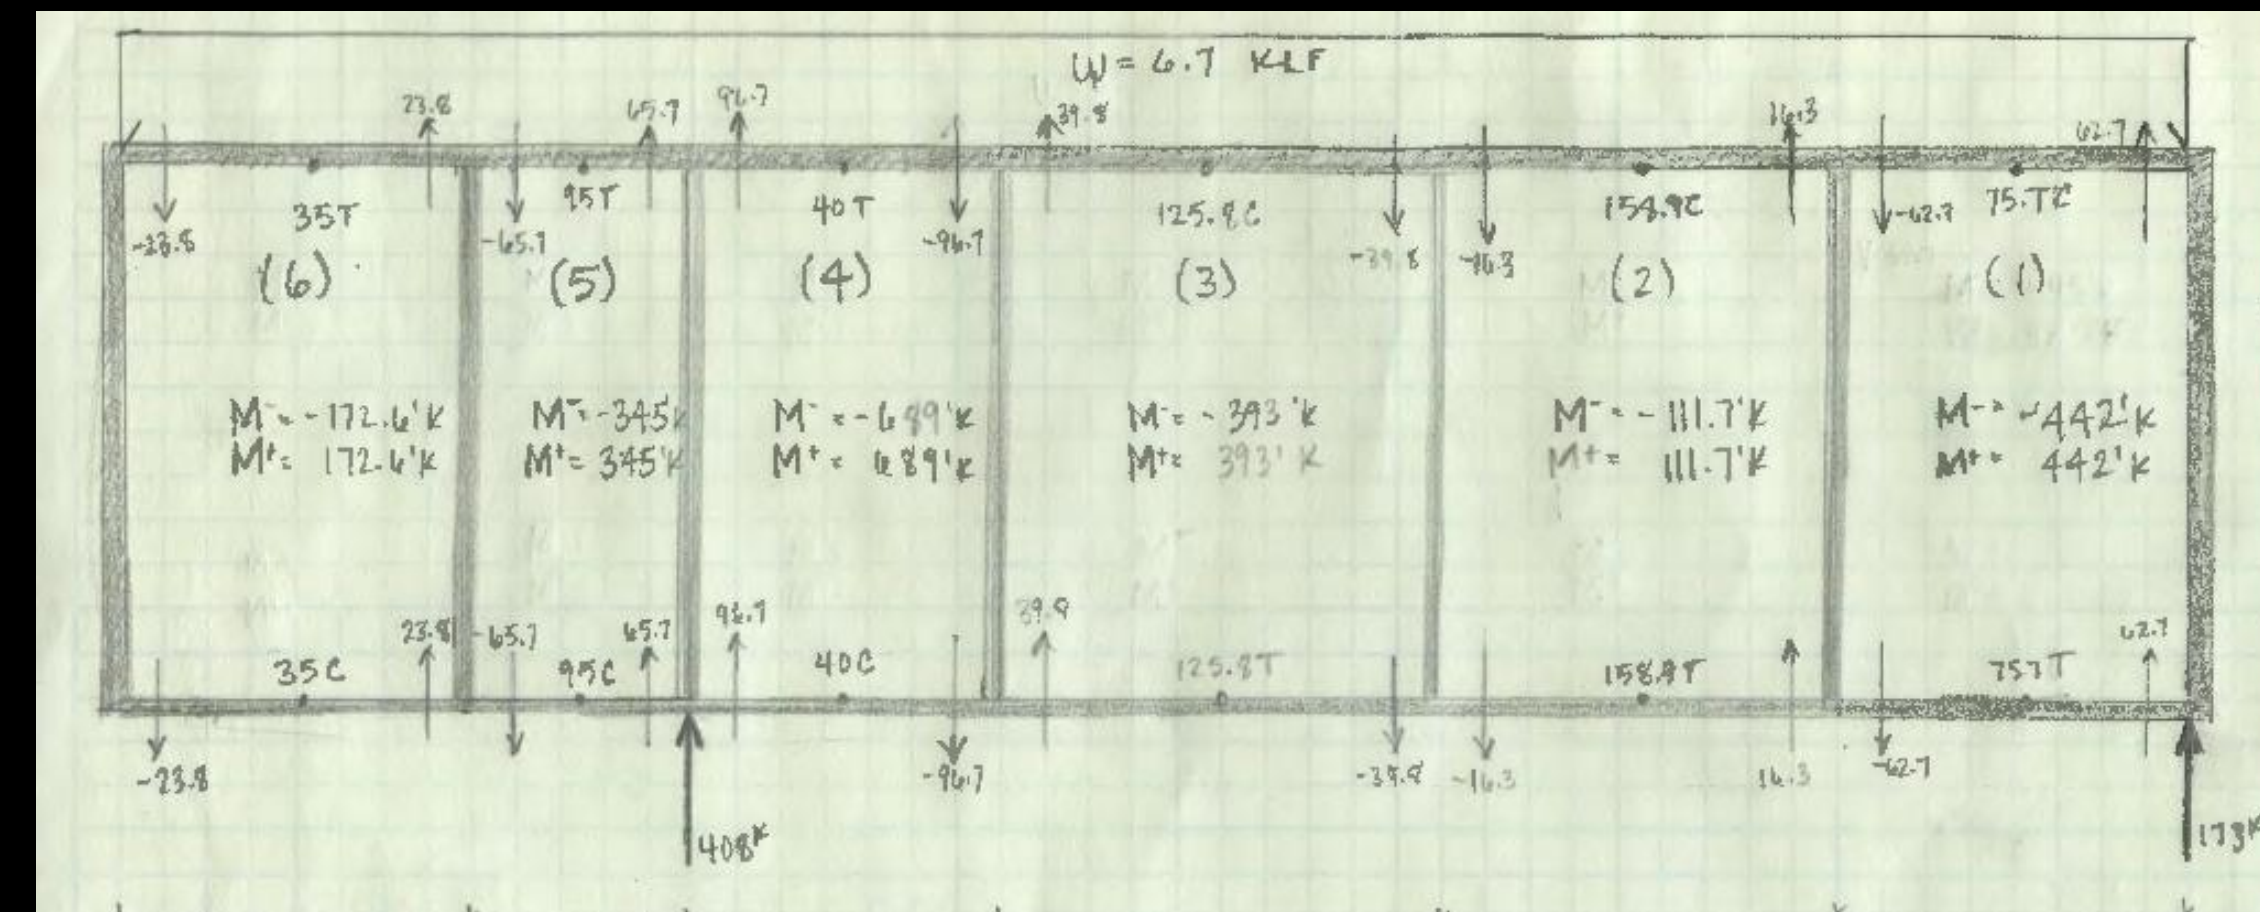 W = 6.7 KLF
23.8 65.7 96.7 39.8 16.3 62.7
35T 95T 40T 125.8C 158.9C 75.7C
-23.8 -65.7 -96.7 -39.8 -16.3 -62.7
(6) (5) (4) (3) (2) (1)
M⁻= -172.6'K M⁻= -345'K M⁻= -689'K M⁻= -393'K M⁻= -111.7'K M⁻= -442'K
M⁺= 172.6'K M⁺= 345'K M⁺= 689'K M⁺= 393'K M⁺= 111.7'K M⁺= 442'K
23.8 -65.7 65.7 96.7 39.8 62.7
35C 95C 40C 125.8T 158.9T 75.7T
-23.8 -96.7 -39.8 -16.3 16.3 -62.7
408ᴷ 173ᴷ